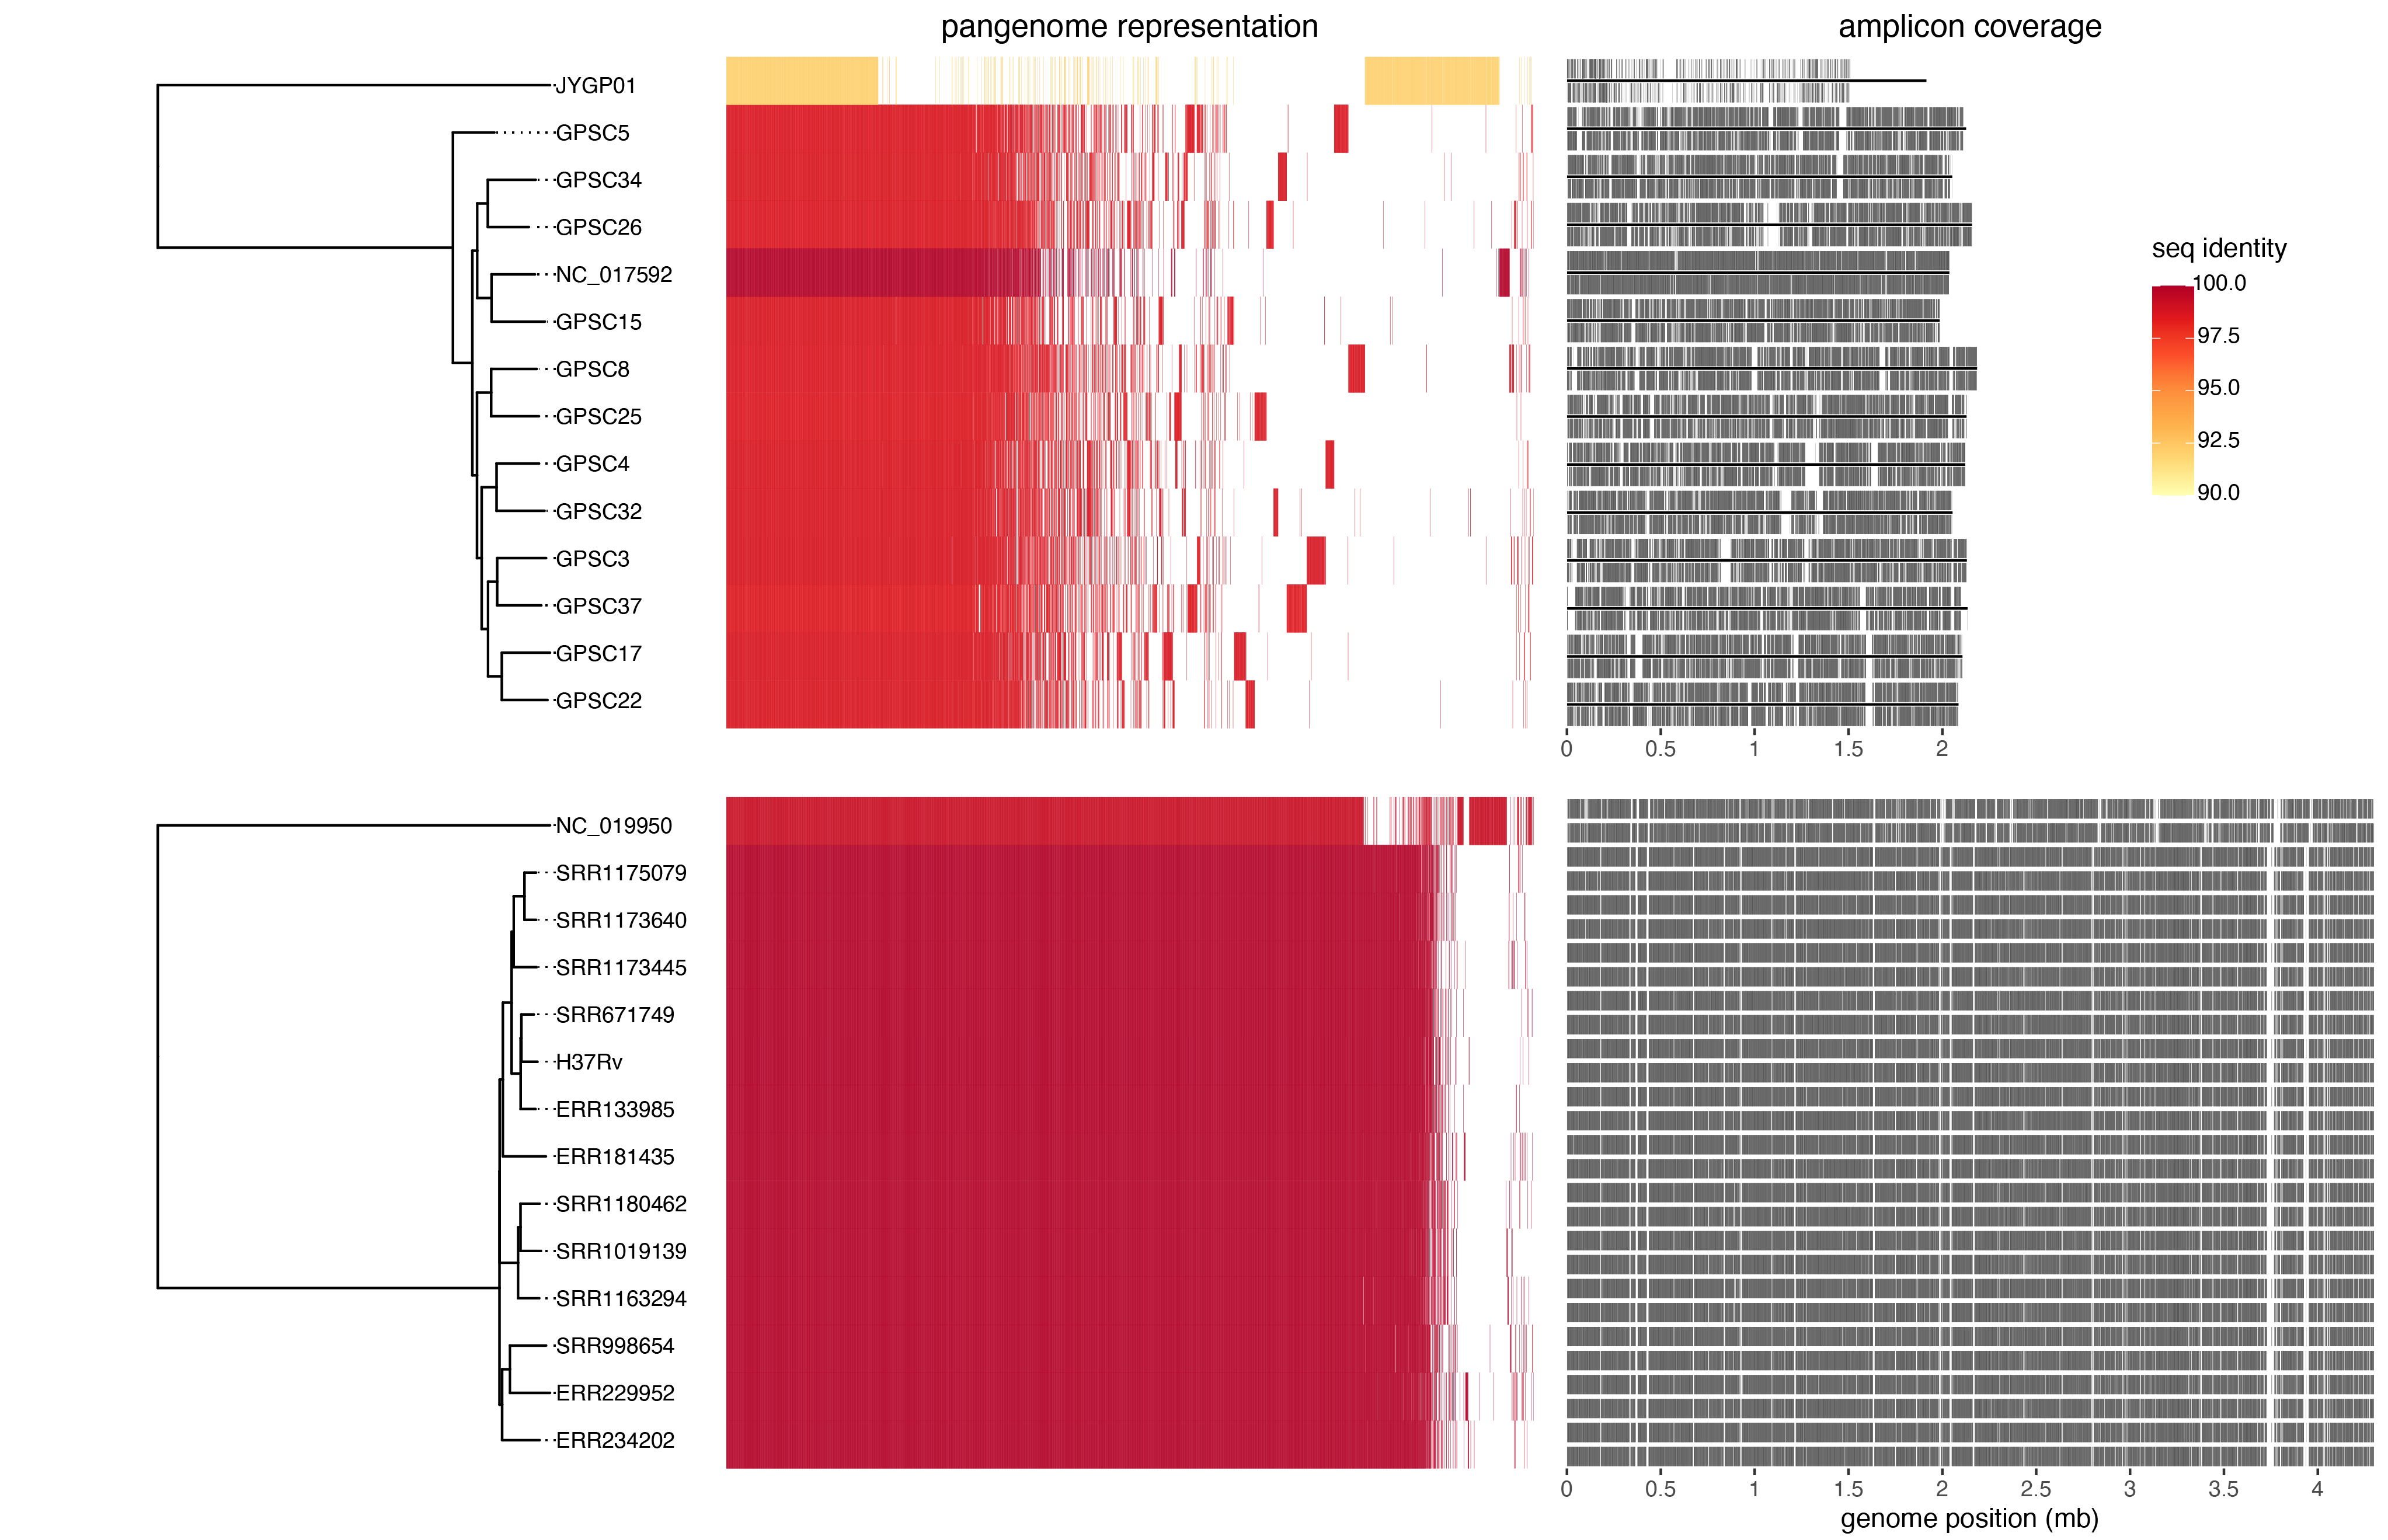 pangenome representation
amplicon coverage
JYGP01
GPSC5
GPSC34
GPSC26
NC_017592
GPSC15
GPSC8
GPSC25
GPSC4
GPSC32
GPSC3
GPSC37
GPSC17
GPSC22
seq identity
100.0
97.5
95.0
92.5
90.0
0 0.5 1 1.5 2
NC_019950
SRR1175079
SRR1173640
SRR1173445
SRR671749
H37Rv
ERR133985
ERR181435
SRR1180462
SRR1019139
SRR1163294
SRR998654
ERR229952
ERR234202
0 0.5 1 1.5 2 2.5 3 3.5 4
genome position (mb)